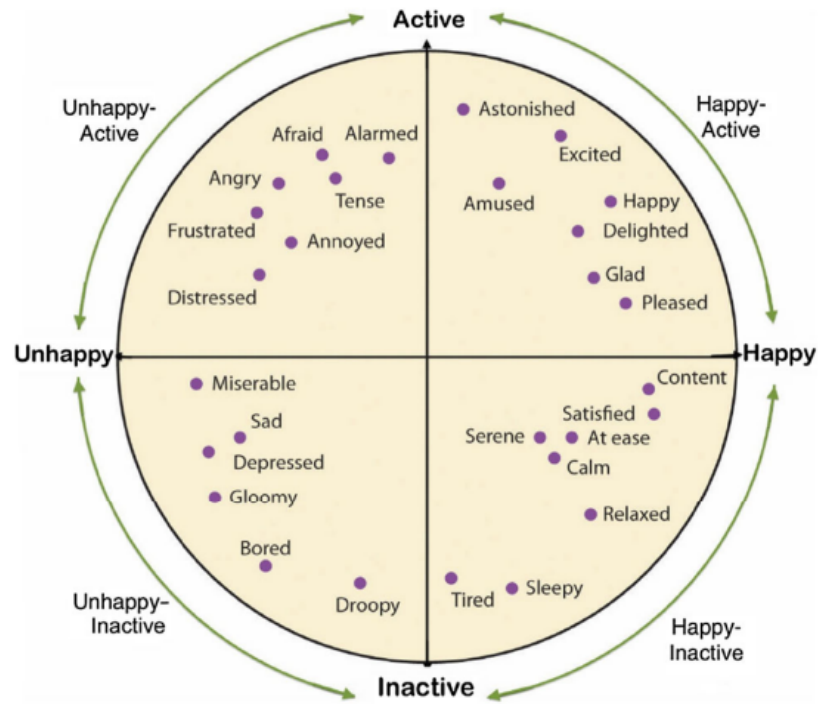 Active
Unhappy-
Active
Happy-
Active
Astonished
Afraid
Alarmed
Excited
Angry
Tense
Amused
Happy
Frustrated
Annoyed
Delighted
Glad
Distressed
Pleased
Unhappy
Happy
Miserable
Content
Sad
Satisfied
Serene
At ease
Depressed
Calm
Gloomy
Relaxed
Bored
Droopy
Tired
Sleepy
Unhappy–
Inactive
Happy-
Inactive
Inactive